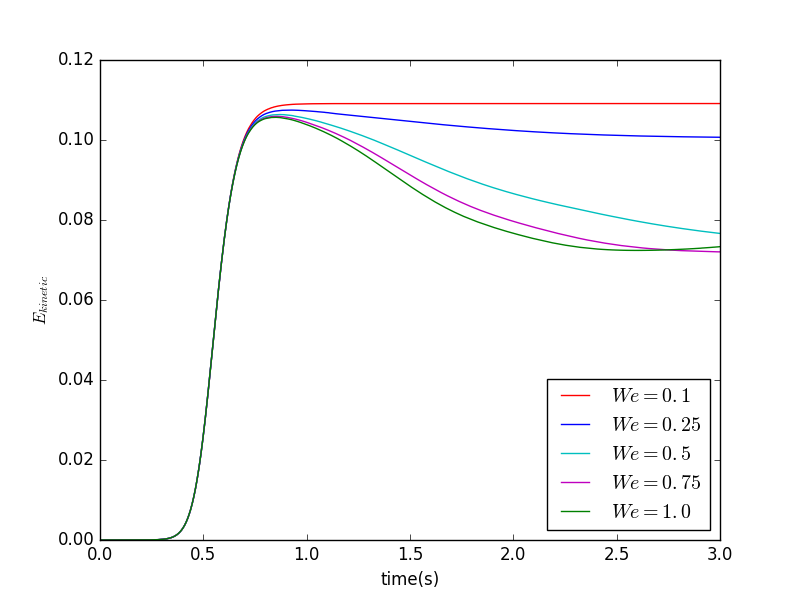 0.12
0.10
0.08
0.06
0.04
0.02
0.00
E_{kinetic}
We = 0.1
We = 0.25
We = 0.5
We = 0.75
We = 1.0
0.0 0.5 1.0 1.5 2.0 2.5 3.0
time(s)